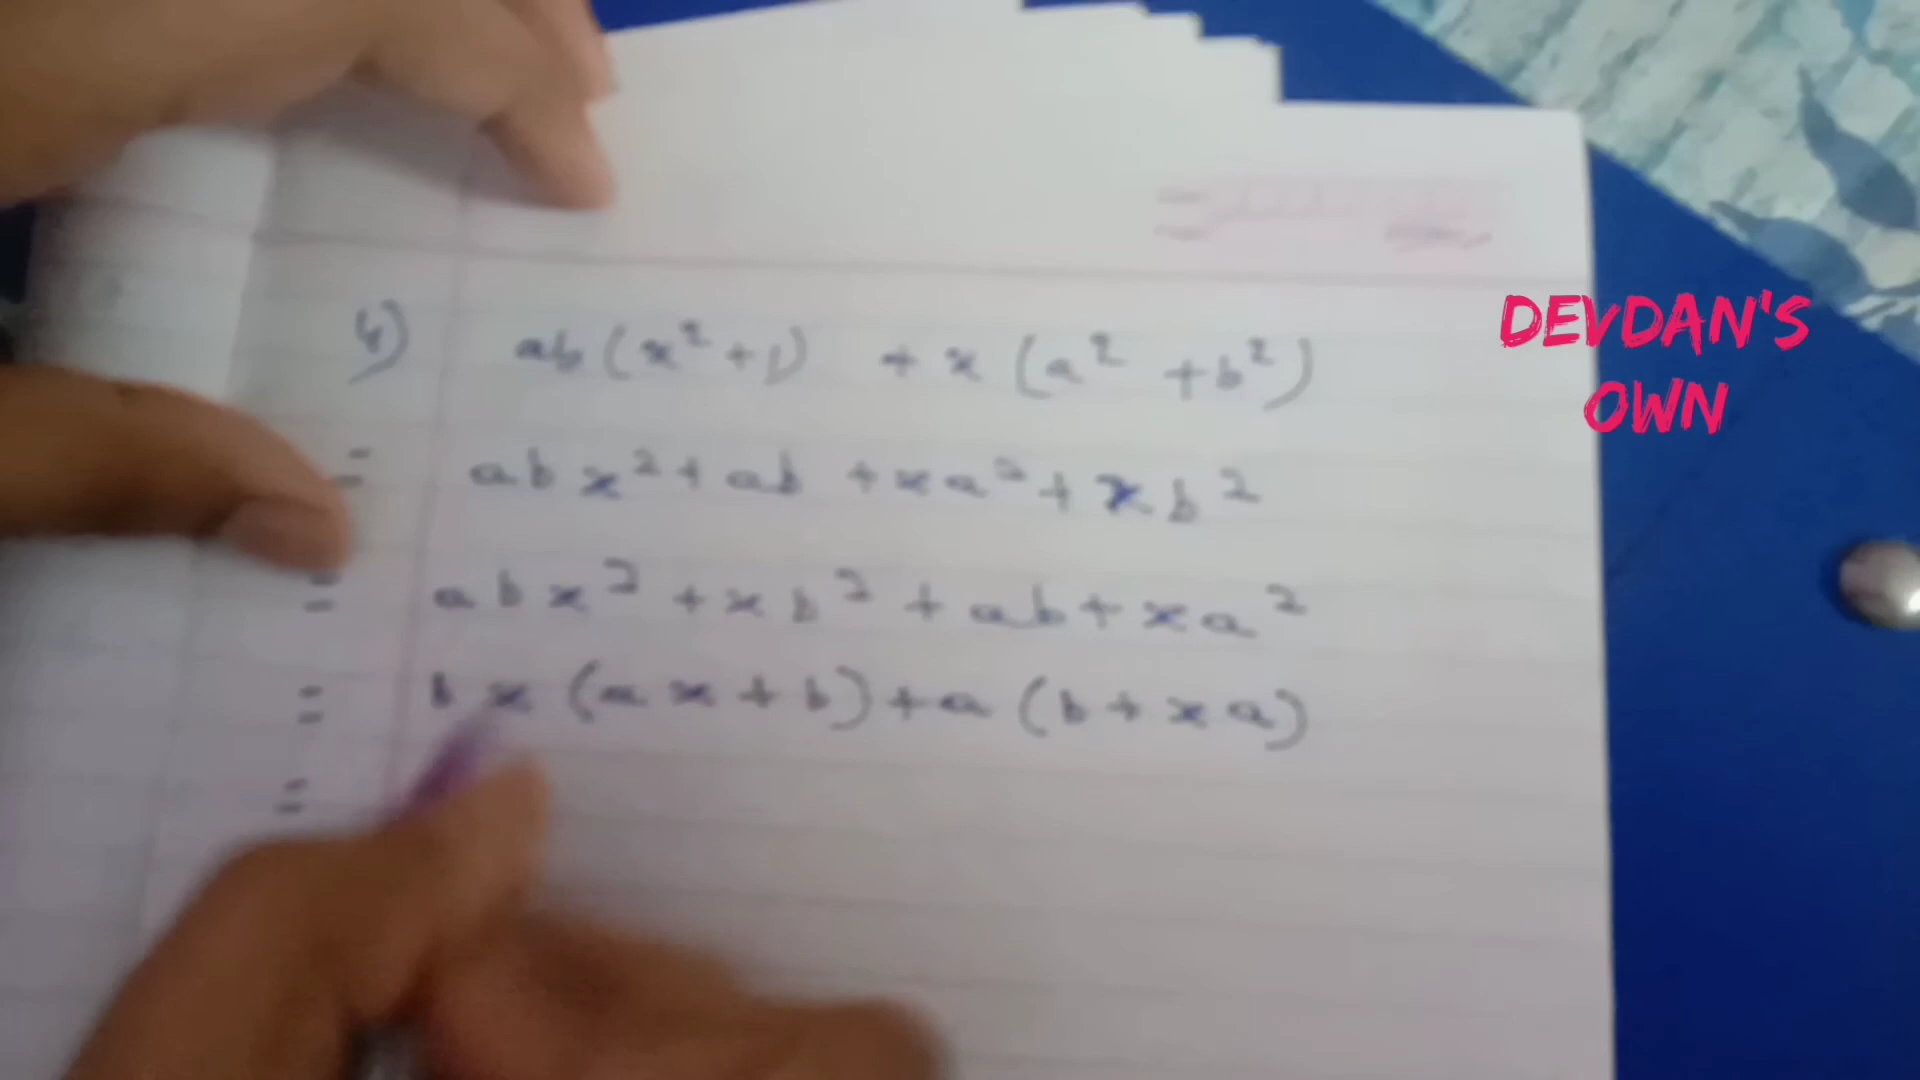 4) ab(x² + 1) + x(a² + b²)
= abx² + ab + xa² + xb²
= abx² + xb² + ab + xa²
= bx(ax + b) + a(b + xa)
=
DEVDAN'S
OWN